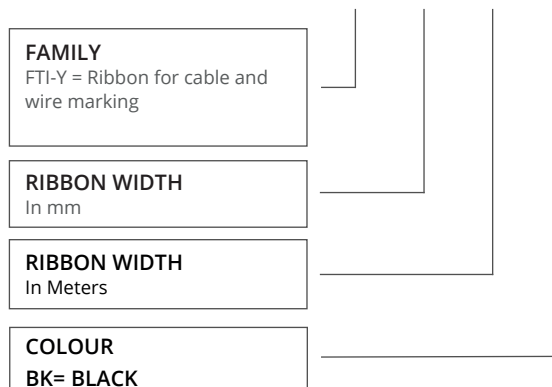 FAMILY
FTI-Y = Ribbon for cable and
wire marking
RIBBON WIDTH
In mm
RIBBON WIDTH
In Meters
COLOUR
BK= BLACK